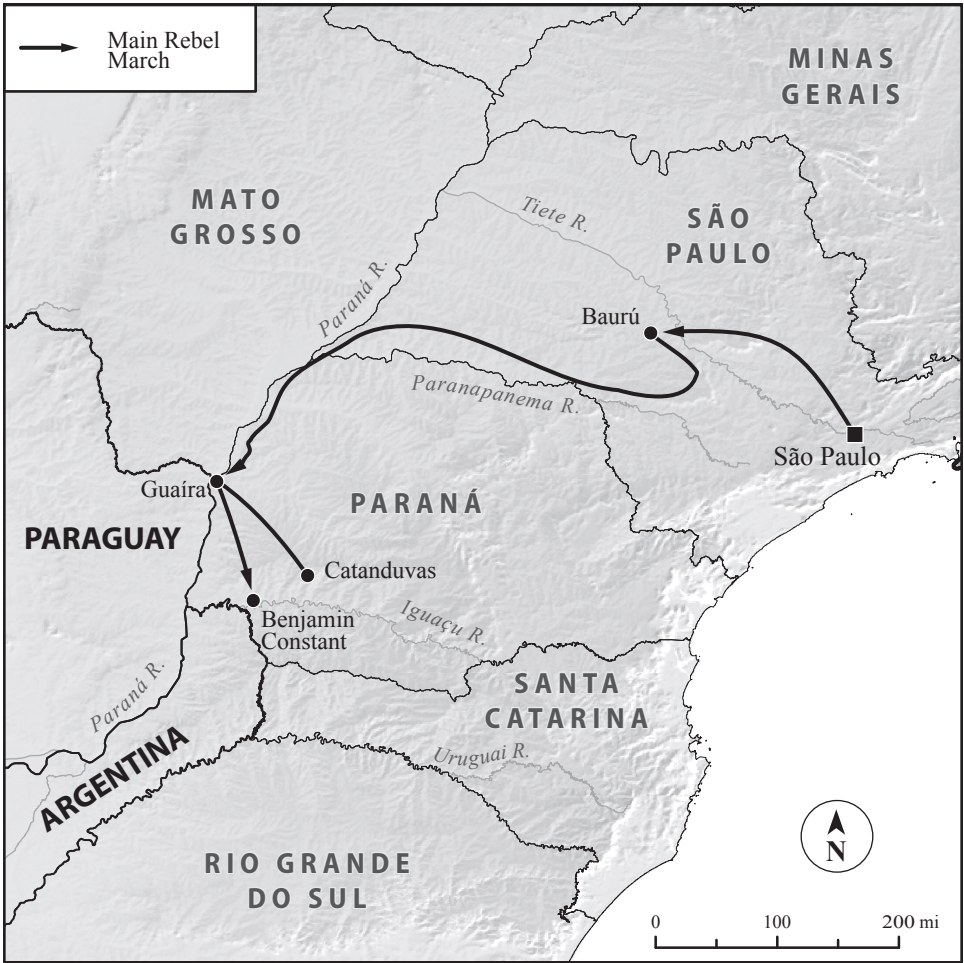 Main Rebel
March
MINAS
GERAIS
MATO
GROSSO
Tiete R.
SÃO
PAULO
Paraná R.
Baurú
Paranapanema R.
São Paulo
Guaíra
PARANÁ
PARAGUAY
Catanduvas
Benjamin
Constant
Iguaçu R.
Paraná R.
SANTA
CATARINA
ARGENTINA
Uruguai R.
RIO GRANDE
DO SUL
N
0 100 200 mi